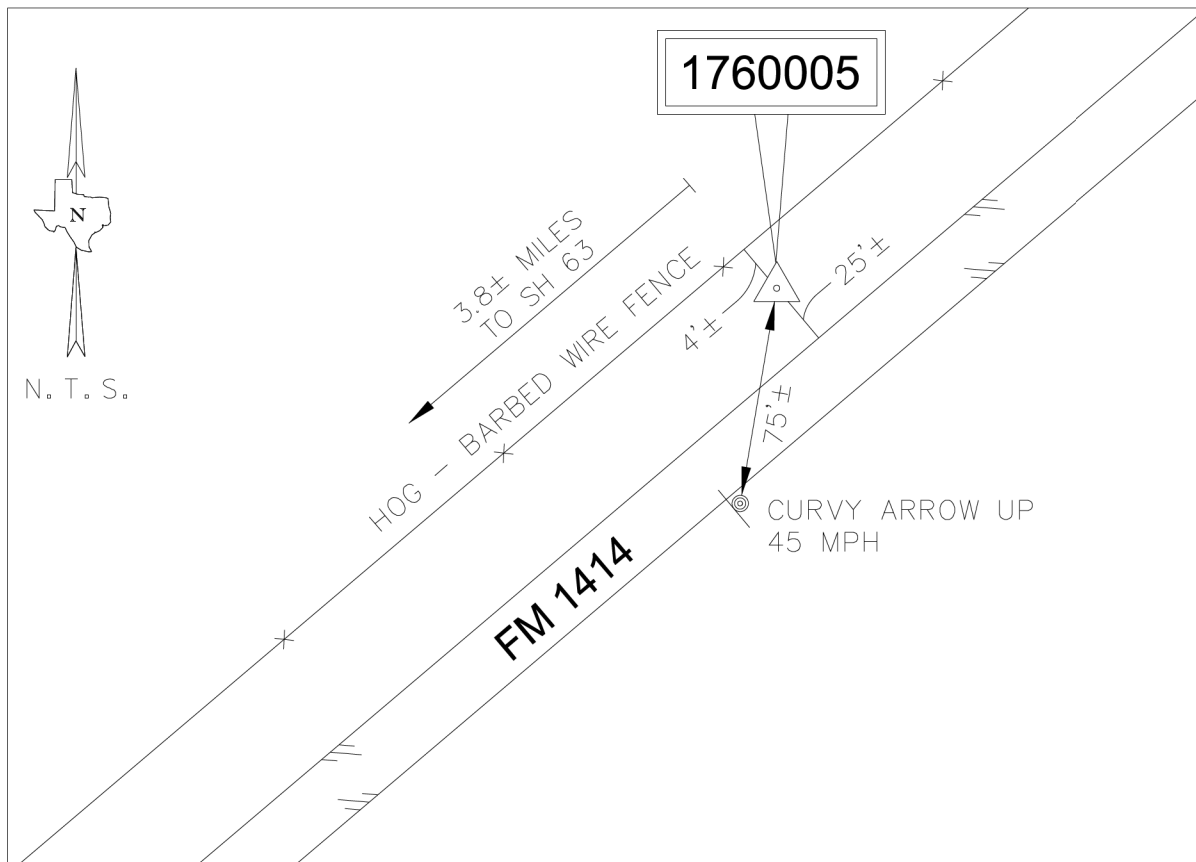 1760005
N
N. T. S.
3.8± MILES
TO SH 63
HOG - BARBED WIRE FENCE
4'±
25'±
75'±
CURVY ARROW UP
45 MPH
FM 1414